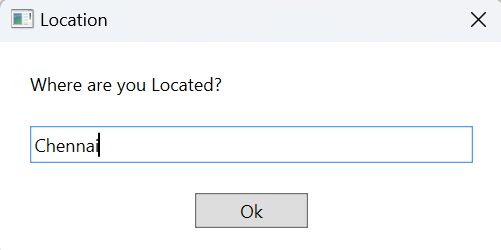 Location
Where are you Located?
Chennai
Ok